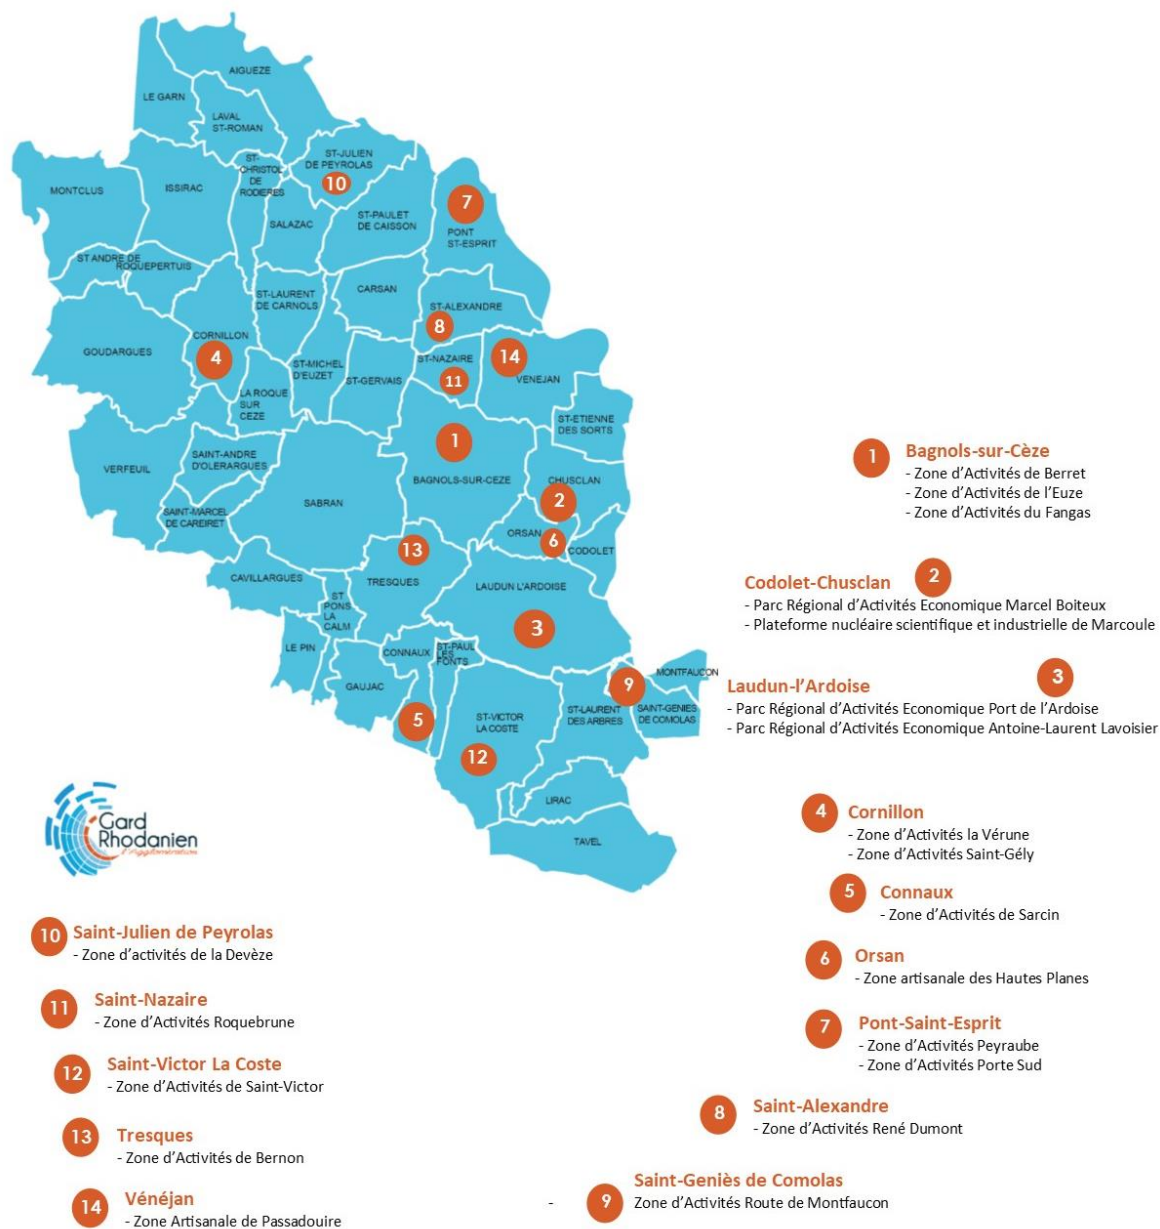 AIGUEZE
LE GARN
LAVAL
ST-ROMAN
ST-JULIEN
DE PEYROLAS
10
ST-
CHRISTOL
DE
RODIERES
MONTCLUS
ISSIRAC
SALAZAC
ST-PAULET
DE CAISSON
7
PONT
ST-ESPRIT
ST ANDRE DE
ROQUEPERTUIS
ST-LAURENT
DE CARNOLS
CARSAN
ST-ALEXANDRE
8
GOUDARGUES
CORNILLON
4
ST-MICHEL
D'EUZET
ST-GERVAIS
ST-NAZAIRE
11
14
VENEJAN
LA ROQUE
SUR
CEZE
ST-ETIENNE
DES SORTS
VERFEUIL
SAINT-ANDRE
D'OLERARGUES
1
BAGNOLS-SUR-CEZE
CHUSCLAN
2
SABRAN
SAINT-MARCEL
DE CAREIRET
ORSAN
6
CODOLET
13
TRESQUES
CAVILLARGUES
ST
PONS
LA
CALM
LAUDUN L'ARDOISE
3
LE PIN
CONNAUX
ST-PAUL
LES
FONTS
GAUJAC
5
MONTFAUCON
9
ST-LAURENT
DES ARBRES
SAINT-GENIES
DE COMOLAS
ST-VICTOR
LA COSTE
12
LIRAC
TAVEL
1 Bagnols-sur-Cèze
- Zone d'Activités de Berret
- Zone d'Activités de l'Euze
- Zone d'Activités du Fangas
Codolet-Chusclan 2
- Parc Régional d'Activités Economique Marcel Boiteux
- Plateforme nucléaire scientifique et industrielle de Marcoule
Laudun-l'Ardoise 3
- Parc Régional d'Activités Economique Port de l'Ardoise
- Parc Régional d'Activités Economique Antoine-Laurent Lavoisier
4 Cornillon
- Zone d'Activités la Vérune
- Zone d'Activités Saint-Gély
5 Connaux
- Zone d'Activités de Sarcin
6 Orsan
- Zone artisanale des Hautes Planes
7 Pont-Saint-Esprit
- Zone d'Activités Peyraube
- Zone d'Activités Porte Sud
8 Saint-Alexandre
- Zone d'Activités René Dumont
9 Saint-Geniès de Comolas
- Zone d'Activités Route de Montfaucon
Gard
Rhodanien
l'Agglomération
10 Saint-Julien de Peyrolas
- Zone d'activités de la Devèze
11 Saint-Nazaire
- Zone d'Activités Roquebrune
12 Saint-Victor La Coste
- Zone d'Activités de Saint-Victor
13 Tresques
- Zone d'Activités de Bernon
14 Vénéjan
- Zone Artisanale de Passadouire